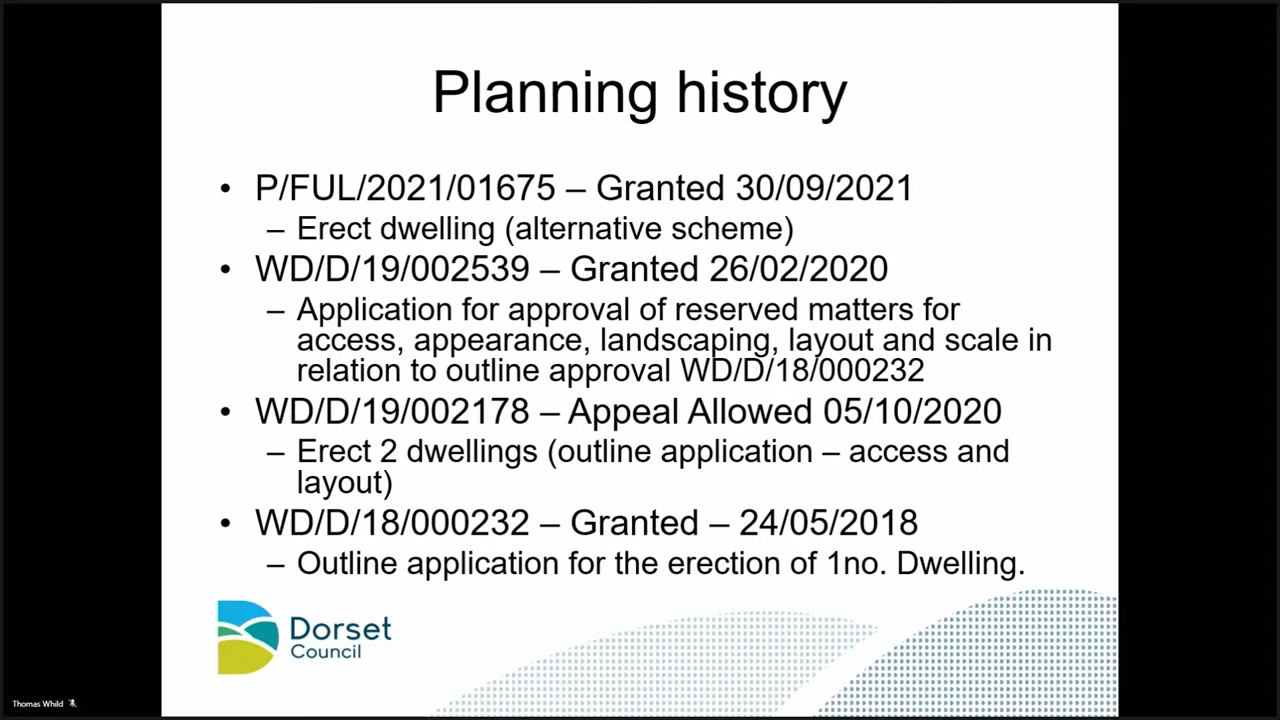 Planning history
• P/FUL/2021/01675 – Granted 30/09/2021
– Erect dwelling (alternative scheme)
• WD/D/19/002539 – Granted 26/02/2020
– Application for approval of reserved matters for
access, appearance, landscaping, layout and scale in
relation to outline approval WD/D/18/000232
• WD/D/19/002178 – Appeal Allowed 05/10/2020
– Erect 2 dwellings (outline application – access and
layout)
• WD/D/18/000232 – Granted – 24/05/2018
– Outline application for the erection of 1no. Dwelling.
Dorset
Council
Thomas Whild